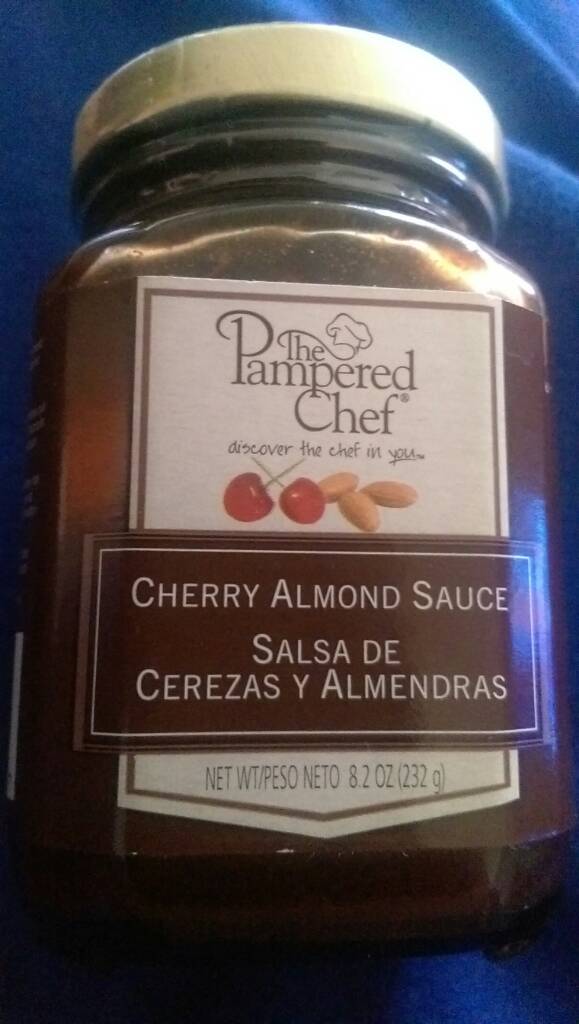 The
Pampered
Chef®
discover the chef in you™
CHERRY ALMOND SAUCE
SALSA DE
CEREZAS Y ALMENDRAS
NET WT/PESO NETO 8.2 OZ (232 g)